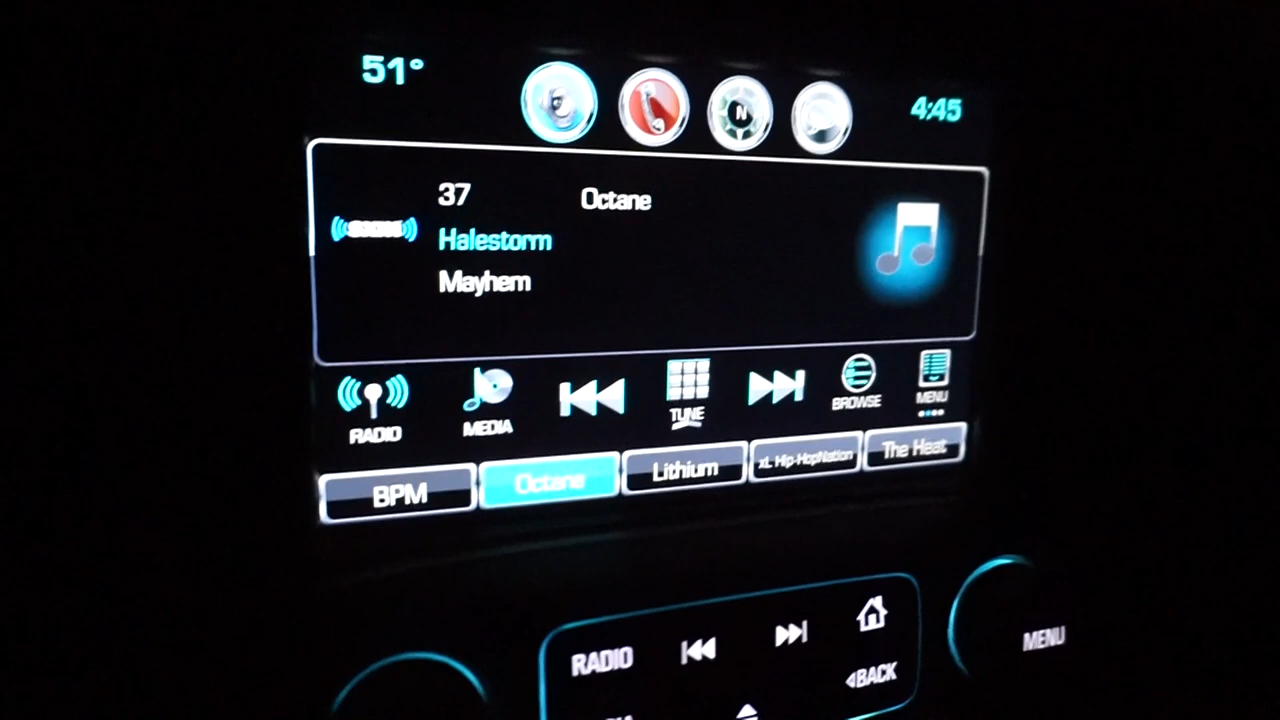 51°
N
4:45
37 Octane
Halestorm
Mayhem
RADIO
MEDIA
TUNE
BROWSE
MENU
BPM
Octane
Lithium
xL Hip-HopNation
The Heat
RADIO
MENU
BACK